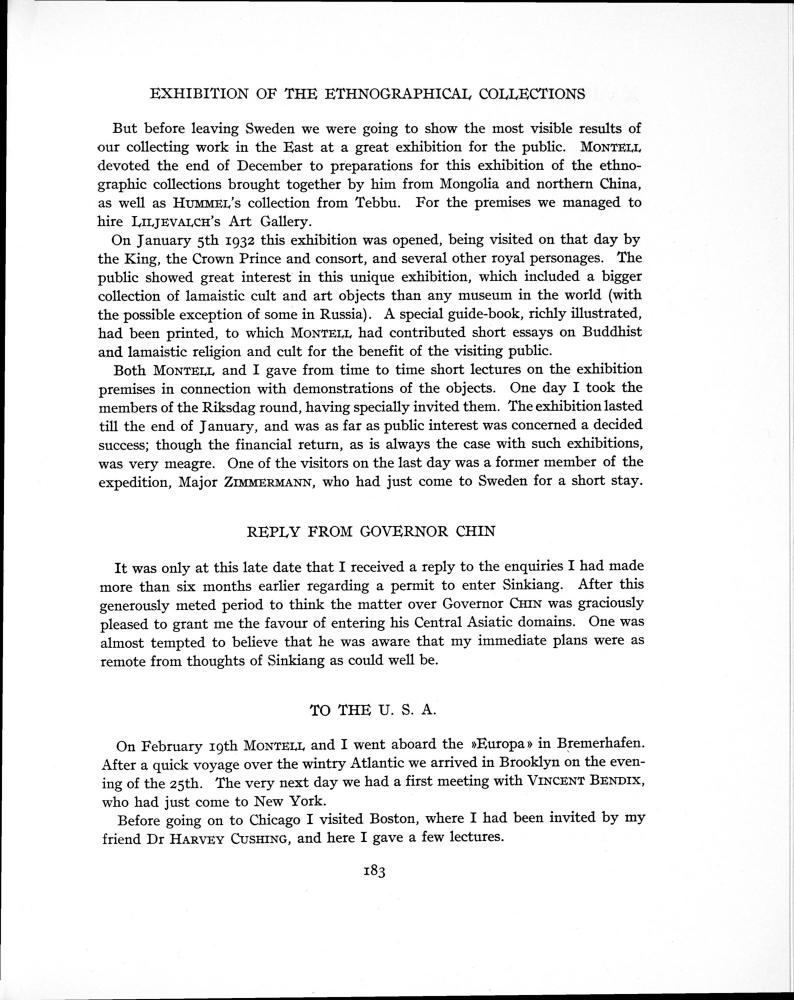 EXHIBITION OF THE ETHNOGRAPHICAL COLLECTIONS
But before leaving Sweden we were going to show the most visible results of
our collecting work in the East at a great exhibition for the public. MONTELL
devoted the end of December to preparations for this exhibition of the ethno-
graphic collections brought together by him from Mongolia and northern China,
as well as HUMMEL's collection from Tebbu. For the premises we managed to
hire LILJEVALCH's Art Gallery.
On January 5th 1932 this exhibition was opened, being visited on that day by
the King, the Crown Prince and consort, and several other royal personages. The
public showed great interest in this unique exhibition, which included a bigger
collection of lamaistic cult and art objects than any museum in the world (with
the possible exception of some in Russia). A special guide-book, richly illustrated,
had been printed, to which MONTELL had contributed short essays on Buddhist
and lamaistic religion and cult for the benefit of the visiting public.
Both MONTELL and I gave from time to time short lectures on the exhibition
premises in connection with demonstrations of the objects. One day I took the
members of the Riksdag round, having specially invited them. The exhibition lasted
till the end of January, and was as far as public interest was concerned a decided
success; though the financial return, as is always the case with such exhibitions,
was very meagre. One of the visitors on the last day was a former member of the
expedition, Major ZIMMERMANN, who had just come to Sweden for a short stay.
REPLY FROM GOVERNOR CHIN
It was only at this late date that I received a reply to the enquiries I had made
more than six months earlier regarding a permit to enter Sinkiang. After this
generously meted period to think the matter over Governor CHIN was graciously
pleased to grant me the favour of entering his Central Asiatic domains. One was
almost tempted to believe that he was aware that my immediate plans were as
remote from thoughts of Sinkiang as could well be.
TO THE U. S. A.
On February 19th MONTELL and I went aboard the »Europa» in Bremerhafen.
After a quick voyage over the wintry Atlantic we arrived in Brooklyn on the even-
ing of the 25th. The very next day we had a first meeting with VINCENT BENDIX,
who had just come to New York.
Before going on to Chicago I visited Boston, where I had been invited by my
friend Dr HARVEY CUSHING, and here I gave a few lectures.
183